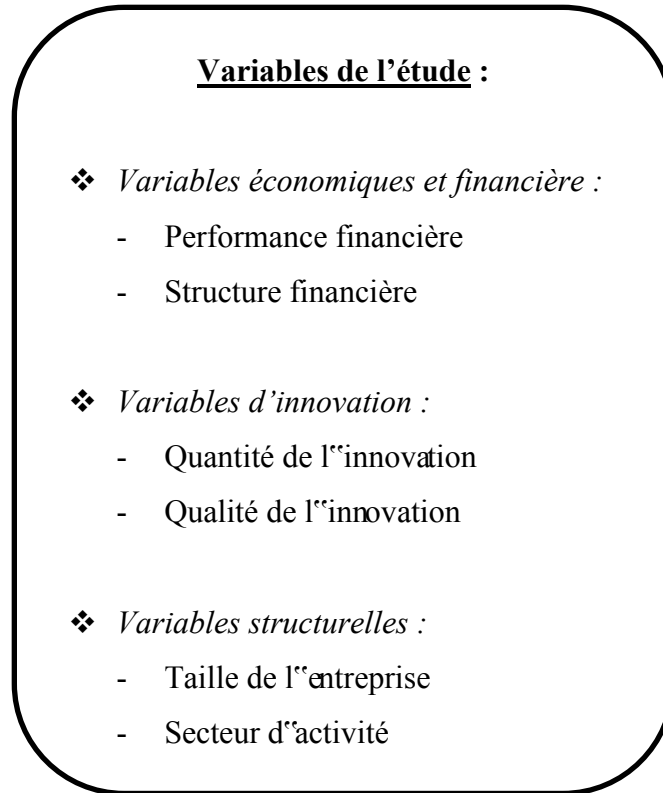 Variables de l’étude :
❖ Variables économiques et financière :
- Performance financière
- Structure financière
❖ Variables d’innovation :
- Quantité de l‟innovation
- Qualité de l‟innovation
❖ Variables structurelles :
- Taille de l‟entreprise
- Secteur d‟activité